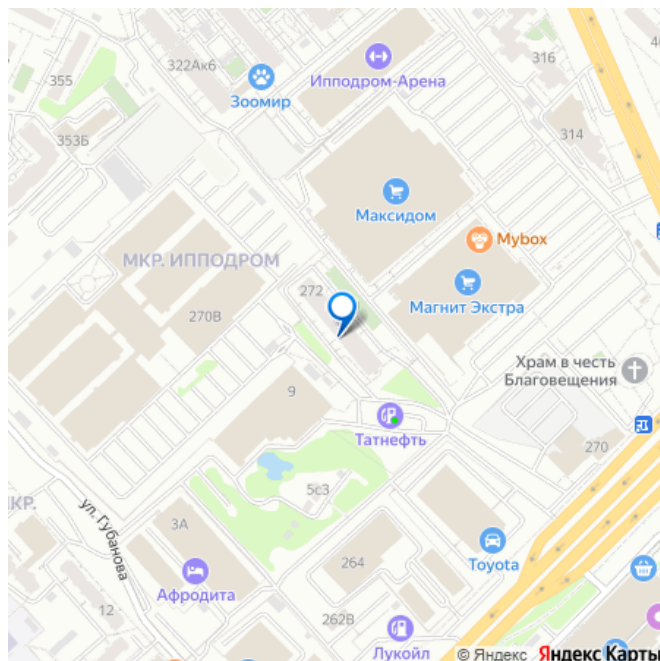 322Ак6
316
355
Ипподром-Арена
Зоомир
314
353Б
Максидом
Mybox
МКР. ИППОДРОМ
272
Магнит Экстра
270В
Храм в честь
Благовещения
9
Татнефть
270
5с3
КР.
ул. Губанова
3А
264
Toyota
Афродита
12
262В
Лукойл
© Яндекс Яндекс Карты